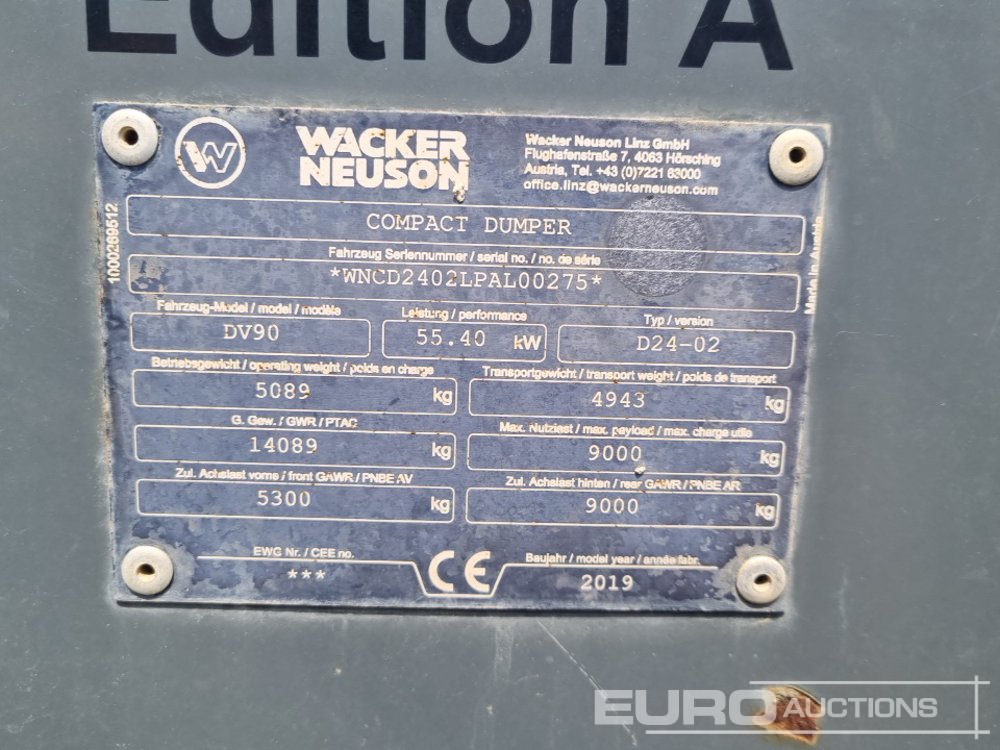 Edition A
WACKER
NEUSON
Wacker Neuson Linz GmbH
Flughafenstraße 7, 4063 Hörsching
Austria, Tel. +43 (0)7221 63000
office.linz@wackerneuson.com
COMPACT DUMPER
Fahrzeug Seriennummer / serial no. / no. de série
*WNCD2402LPAL00275*
Fahrzeug-Model / model / modèle
DV90
Leistung / performance
55.40 kW
Typ / version
D24-02
Betriebsgewicht / operating weight / poids en charge
5089 kg
Transportgewicht / transport weight / poids de transport
4943 kg
G. Gew. / GWR / PTAC
14089 kg
Max. Nutzlast / max. payload / max. charge utile
9000 kg
Zul. Achslast vorne / front GAWR / PNBE AV
5300 kg
Zul. Achslast hinten / rear GAWR / PNBE AR
9000 kg
EWG Nr. / CEE no.
***
CE
Baujahr / model year / année fabr.
2019
1000269512
Made in Austria
EURO AUCTIONS